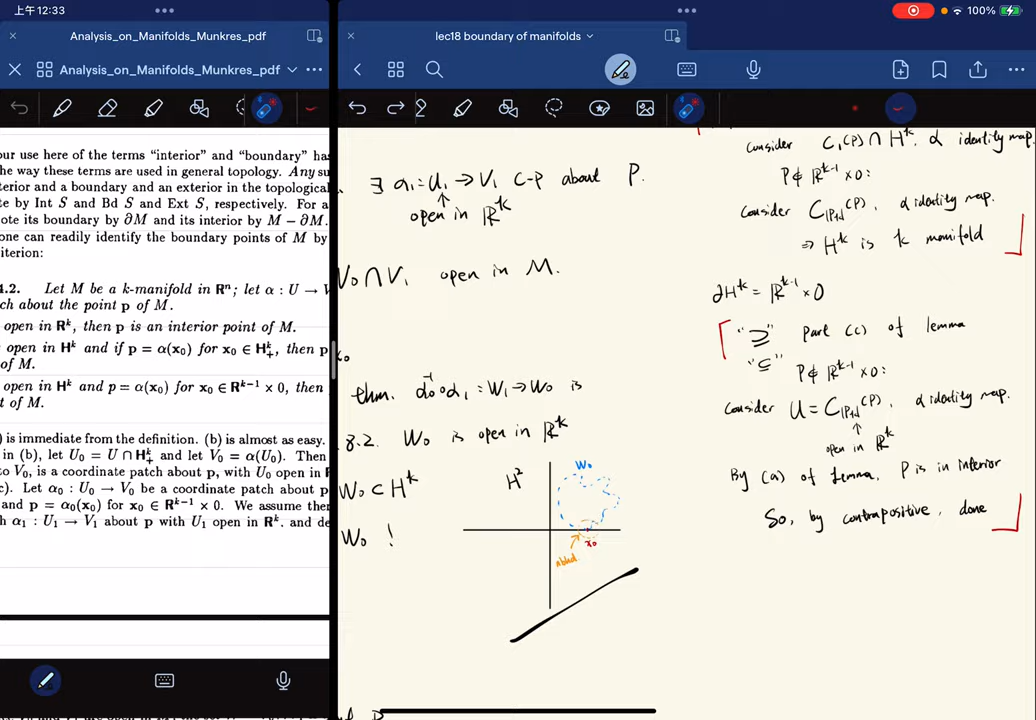 上午12:33
100%
Analysis_on_Manifolds_Munkres_pdf
Analysis_on_Manifolds_Munkres_pdf
our use here of the terms “interior” and “boundary” has
he way these terms are used in general topology. Any su
terior and a boundary and an exterior in the topological
te by Int S and Bd S and Ext S, respectively. For a
ote its boundary by ∂M and its interior by M − ∂M.
one can readily identify the boundary points of M by
iterion:
4.2. Let M be a k-manifold in Rⁿ; let α : U → V
ch about the point p of M.
open in Rᵏ, then p is an interior point of M.
open in Hᵏ and if p = α(x₀) for x₀ ∈ Hᵏ₊, then p
of M.
open in Hᵏ and p = α(x₀) for x₀ ∈ Rᵏ⁻¹ × 0, then
t of M.
) is immediate from the definition. (b) is almost as easy.
in (b), let U₀ = U ∩ Hᵏ₊ and let V₀ = α(U₀). Then
to V₀, is a coordinate patch about p, with U₀ open in
c). Let α₀ : U₀ → V₀ be a coordinate patch about p
and p = α₀(x₀) for x₀ ∈ Rᵏ⁻¹ × 0. We assume ther
h α₁ : U₁ → V₁ about p with U₁ open in Rᵏ, and de
lec18 boundary of manifolds
∃ α₁: U₁ → V₁ c-p about P.
↑
open in ℝᵏ
V₀ ∩ V₁ open in M.
x₀
thm. α₀⁻¹∘α₁ : W₁ → W₀ is
8.2. W₀ is open in ℝᵏ
W₀ ⊂ Hᵏ
W₀ !
H²
W₀
x₀
nbhd
Consider C₁(P) ∩ Hᵏ, α identity map.
P ∉ ℝᵏ⁻¹ × 0:
Consider C|P+|(P), α identity map.
⇒ Hᵏ is k manifold
∂Hᵏ = ℝᵏ⁻¹ × 0
"⊇" part (c) of lemma
"⊆" P ∉ ℝᵏ⁻¹ × 0:
Consider U = C|P+|(P), α identity map.
↑
open in ℝᵏ
By (a) of Lemma, P is in interior
So, by contrapositive, done